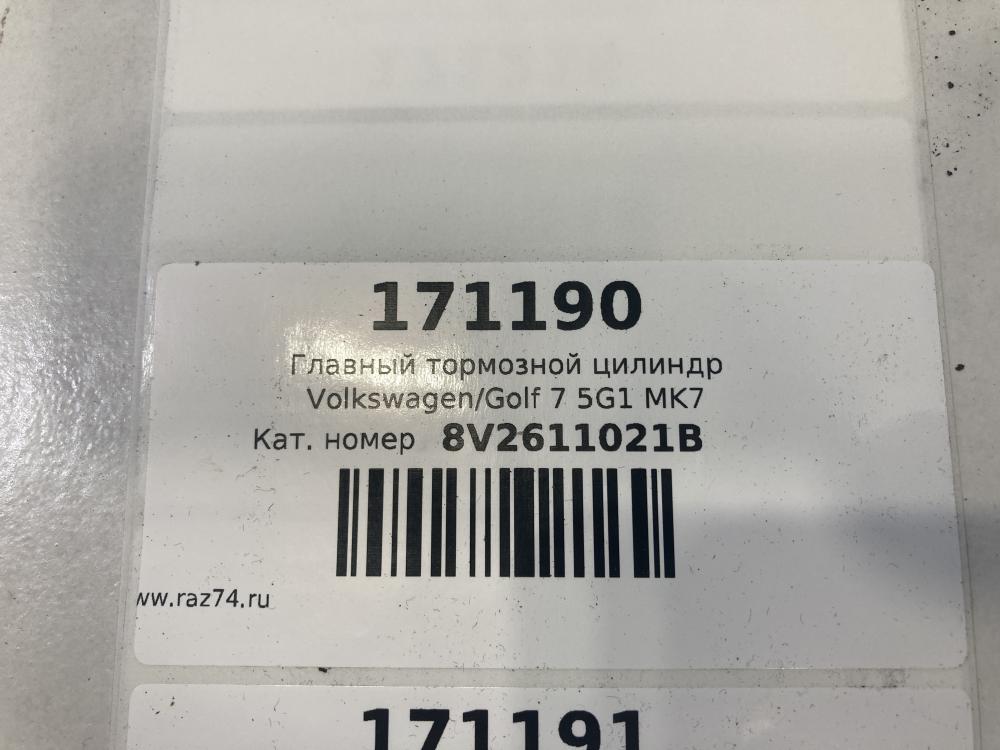 171190
Главный тормозной цилиндр
Volkswagen/Golf 7 5G1 MK7
Кат. номер 8V2611021B
ww.raz74.ru
171191